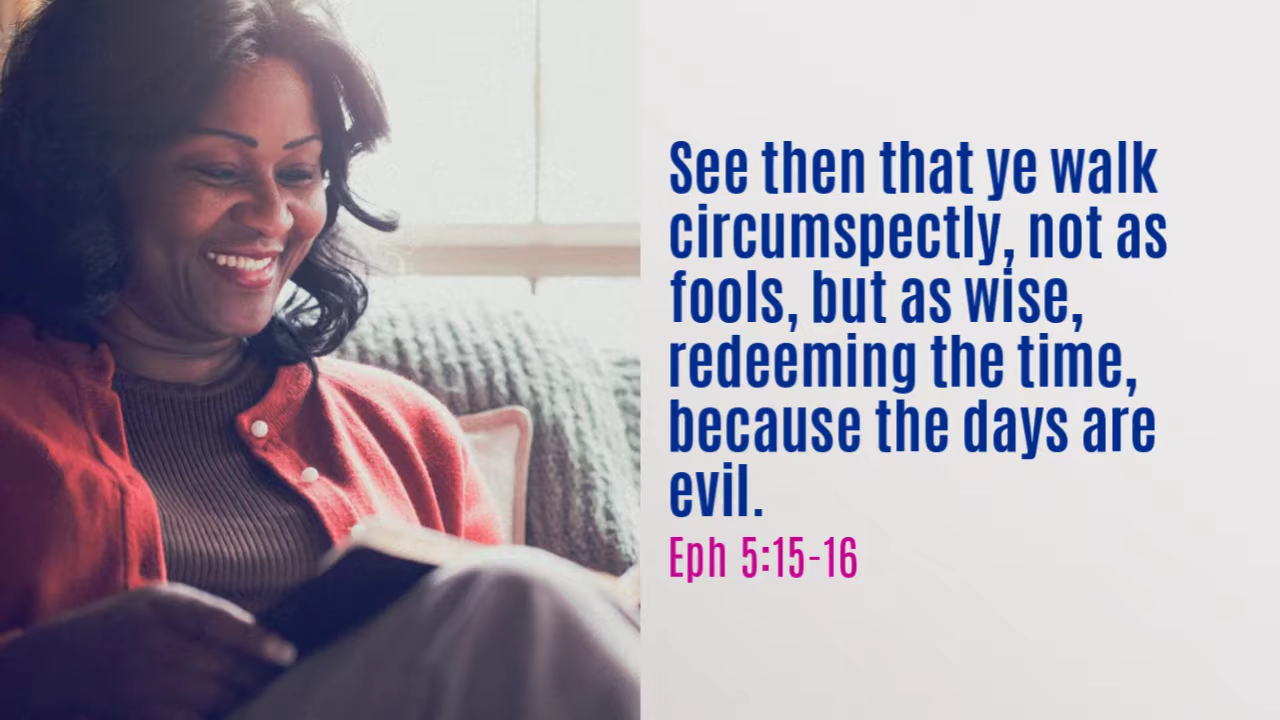 See then that ye walk
circumspectly, not as
fools, but as wise,
redeeming the time,
because the days are
evil.
Eph 5:15-16